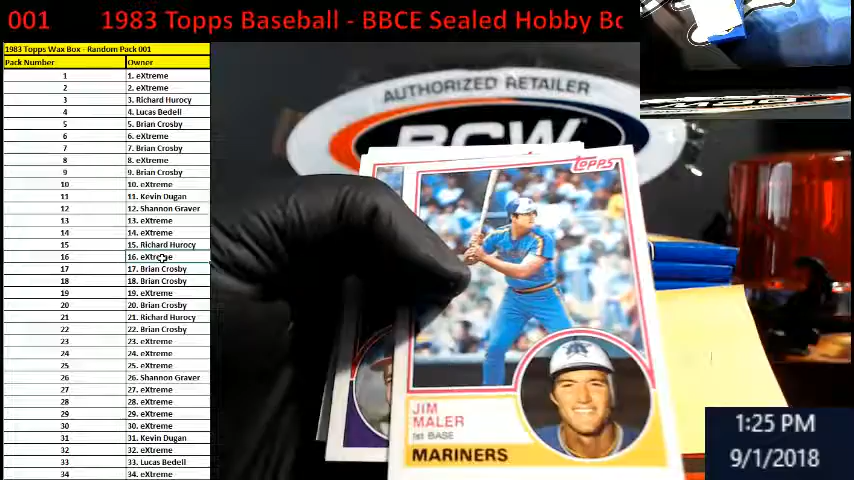 001 1983 Topps Baseball - BBCE Sealed Hobby Bo
1983 Topps Wax Box - Random Pack 001
Pack Number Owner
1 1. eXtreme
2 2. eXtreme
3 3. Richard Hurocy
4 4. Lucas Bedell
5 5. Brian Crosby
6 6. eXtreme
7 7. Brian Crosby
8 8. eXtreme
9 9. Brian Crosby
10 10. eXtreme
11 11. Kevin Dugan
12 12. Shannon Graver
13 13. eXtreme
14 14. eXtreme
15 15. Richard Hurocy
16 16. eXtreme
17 17. Brian Crosby
18 18. Brian Crosby
19 19. eXtreme
20 20. Brian Crosby
21 21. Richard Hurocy
22 22. Brian Crosby
23 23. eXtreme
24 24. eXtreme
25 25. eXtreme
26 26. Shannon Graver
27 27. eXtreme
28 28. eXtreme
29 29. eXtreme
30 30. eXtreme
31 31. Kevin Dugan
32 32. eXtreme
33 33. Lucas Bedell
34 34. eXtreme
AUTHORIZED RETAILER
BCW
TOPPS
JIM
MALER
1st BASE
MARINERS
1:25 PM
9/1/2018